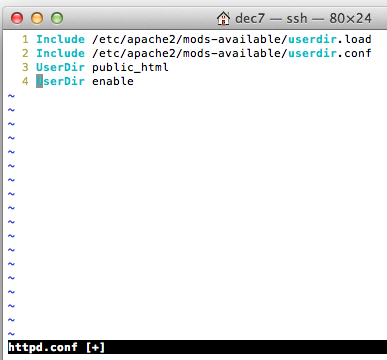 dec7 — ssh — 80×24
1 Include /etc/apache2/mods-available/userdir.load
2 Include /etc/apache2/mods-available/userdir.conf
3 UserDir public_html
4 UserDir enable
~
~
~
~
~
~
~
~
~
~
~
~
~
~
httpd.conf [+]